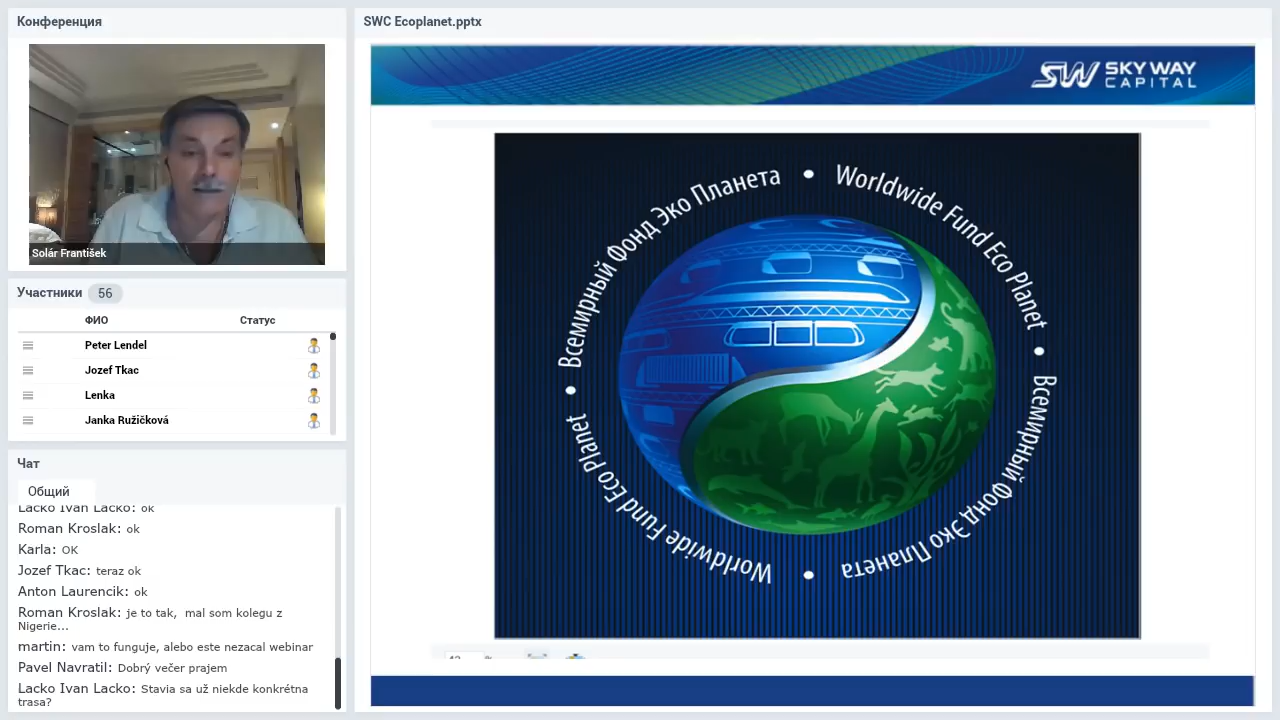 Конференция
Solár František
Участники 56
ФИО Статус
Peter Lendel
Jozef Tkac
Lenka
Janka Ružičková
Чат
Общий
Lacko Ivan Lacko: ok
Roman Kroslak: ok
Karla: OK
Jozef Tkac: teraz ok
Anton Laurencik: ok
Roman Kroslak: je to tak, mal som kolegu z
Nigerie...
martin: vam to funguje, alebo este nezacal webinar
Pavel Navratil: Dobrý večer prajem
Lacko Ivan Lacko: Stavia sa už niekde konkrétna
trasa?
SWC Ecoplanet.pptx
SW SKY WAY
CAPITAL
Всемирный Фонд Эко Планета • Worldwide Fund Eco Planet •
Всемирный Фонд Эко Планета • Worldwide Fund Eco Planet •